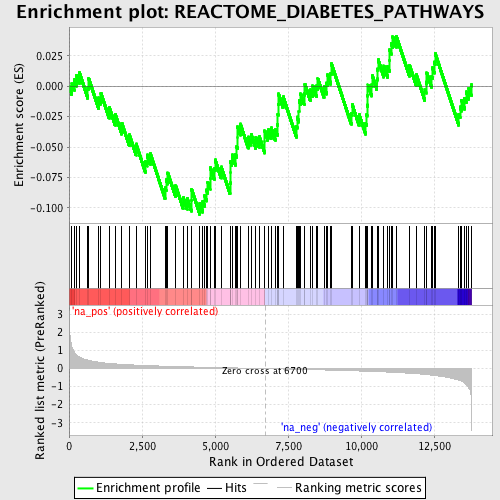 Enrichment plot: REACTOME_DIABETES_PATHWAYS
Enrichment score (ES)
0.025
0.000
-0.025
-0.050
-0.075
-0.100
'na_pos' (positively correlated)
Ranked list metric (PreRanked)
3
2
1
0
-1
-2
-3
Zero cross at 6700
'na_neg' (negatively correlated)
0
2,500
5,000
7,500
10,000
12,500
Rank in Ordered Dataset
Enrichment profile
Hits
Ranking metric scores